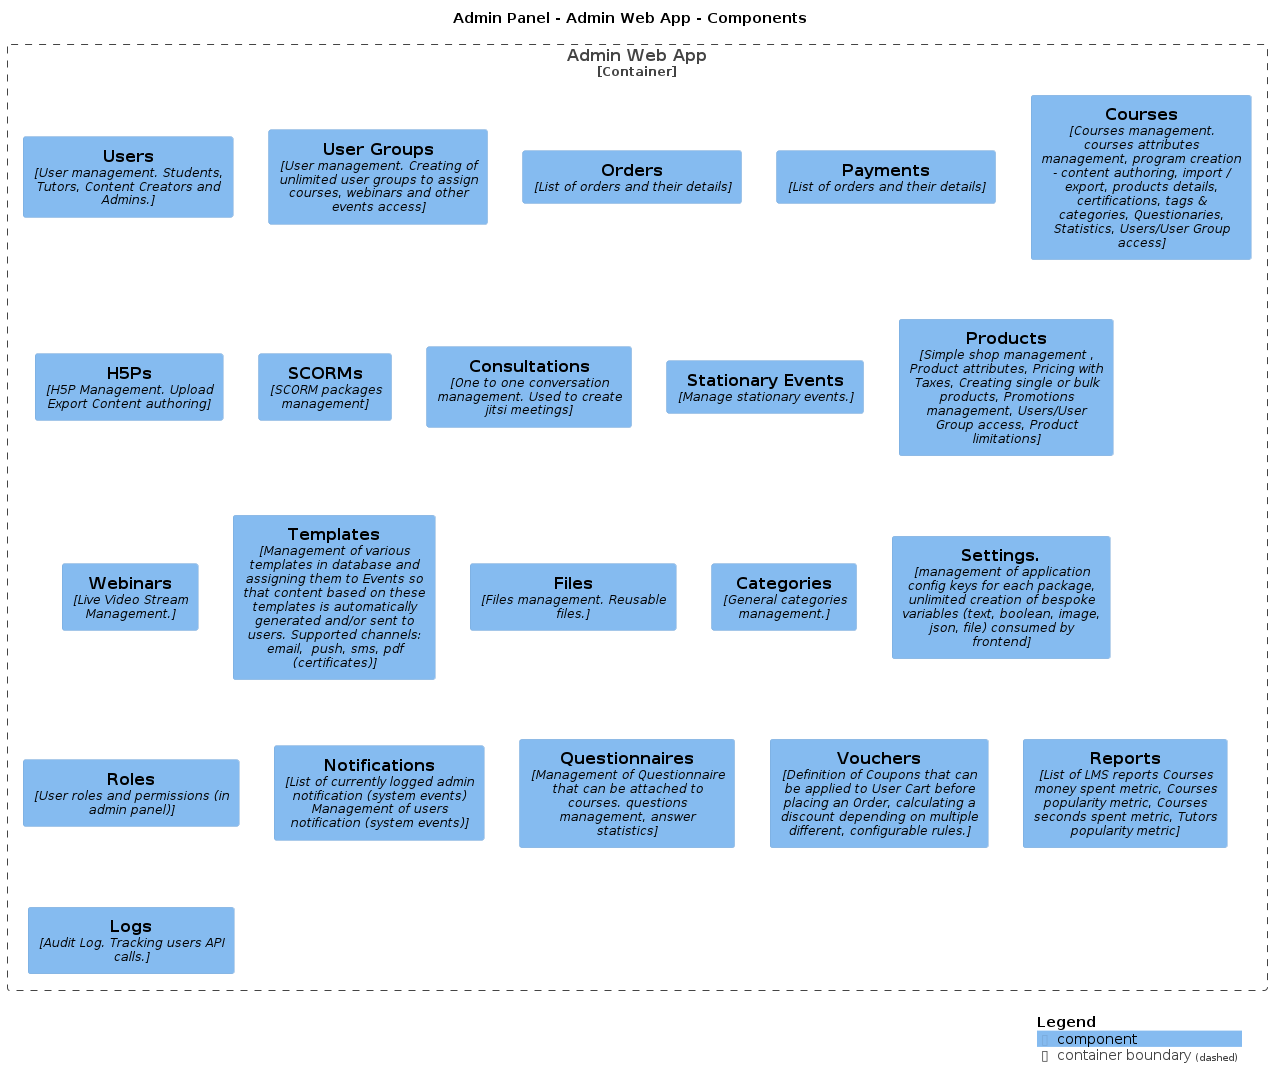 Admin Panel - Admin Web App - Components
Admin Web App
[Container]
Users
[User management. Students,
Tutors, Content Creators and
Admins.]
User Groups
[User management. Creating of
unlimited user groups to assign
courses, webinars and other
events access]
Orders
[List of orders and their details]
Payments
[List of orders and their details]
Courses
[Courses management.
courses attributes
management, program creation
- content authoring, import /
export, products details,
certifications, tags &
categories, Questionaries,
Statistics, Users/User Group
access]
H5Ps
[H5P Management. Upload
Export Content authoring]
SCORMs
[SCORM packages
management]
Consultations
[One to one conversation
management. Used to create
jitsi meetings]
Stationary Events
[Manage stationary events.]
Products
[Simple shop management ,
Product attributes, Pricing with
Taxes, Creating single or bulk
products, Promotions
management, Users/User
Group access, Product
limitations]
Webinars
[Live Video Stream
Management.]
Templates
[Management of various
templates in database and
assigning them to Events so
that content based on these
templates is automatically
generated and/or sent to
users. Supported channels:
email,  push, sms, pdf
(certificates)]
Files
[Files management. Reusable
files.]
Categories
[General categories
management.]
Settings.
[management of application
config keys for each package,
unlimited creation of bespoke
variables (text, boolean, image,
json, file) consumed by
frontend]
Roles
[User roles and permissions (in
admin panel)]
Notifications
[List of currently logged admin
notification (system events)
Management of users
notification (system events)]
Questionnaires
[Management of Questionnaire
that can be attached to
courses. questions
management, answer
statistics]
Vouchers
[Definition of Coupons that can
be applied to User Cart before
placing an Order, calculating a
discount depending on multiple
different, configurable rules.]
Reports
[List of LMS reports Courses
money spent metric, Courses
popularity metric, Courses
seconds spent metric, Tutors
popularity metric]
Logs
[Audit Log. Tracking users API
calls.]
Legend
component
container boundary (dashed)